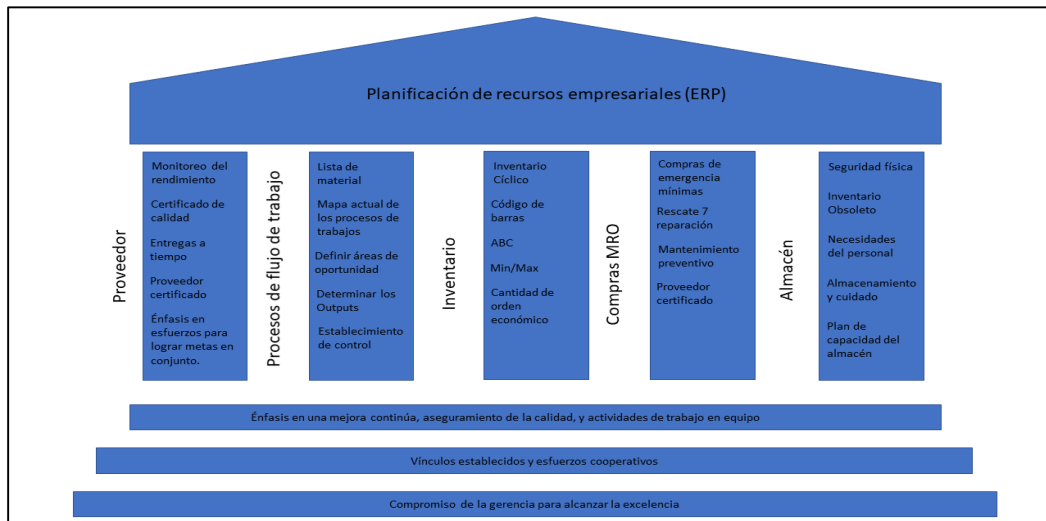 Planificación de recursos empresariales (ERP)
Proveedor
Monitoreo del
rendimiento
Certificado de
calidad
Entregas a
tiempo
Proveedor
certificado
Énfasis en
esfuerzos para
lograr metas en
conjunto.
Procesos de flujo de trabajo
Lista de
material
Mapa actual de
los procesos de
trabajos
Definir áreas de
oportunidad
Determinar los
Outputs
Establecimiento
de control
Inventario
Inventario
Cíclico
Código de
barras
ABC
Min/Max
Cantidad de
orden
económico
Compras MRO
Compras de
emergencia
mínimas
Rescate 7
reparación
Mantenimiento
preventivo
Proveedor
certificado
Almacén
Seguridad física
Inventario
Obsoleto
Necesidades
del personal
Almacenamiento
y cuidado
Plan de
capacidad del
almacén
Énfasis en una mejora continúa, aseguramiento de la calidad, y actividades de trabajo en equipo
Vínculos establecidos y esfuerzos cooperativos
Compromiso de la gerencia para alcanzar la excelencia